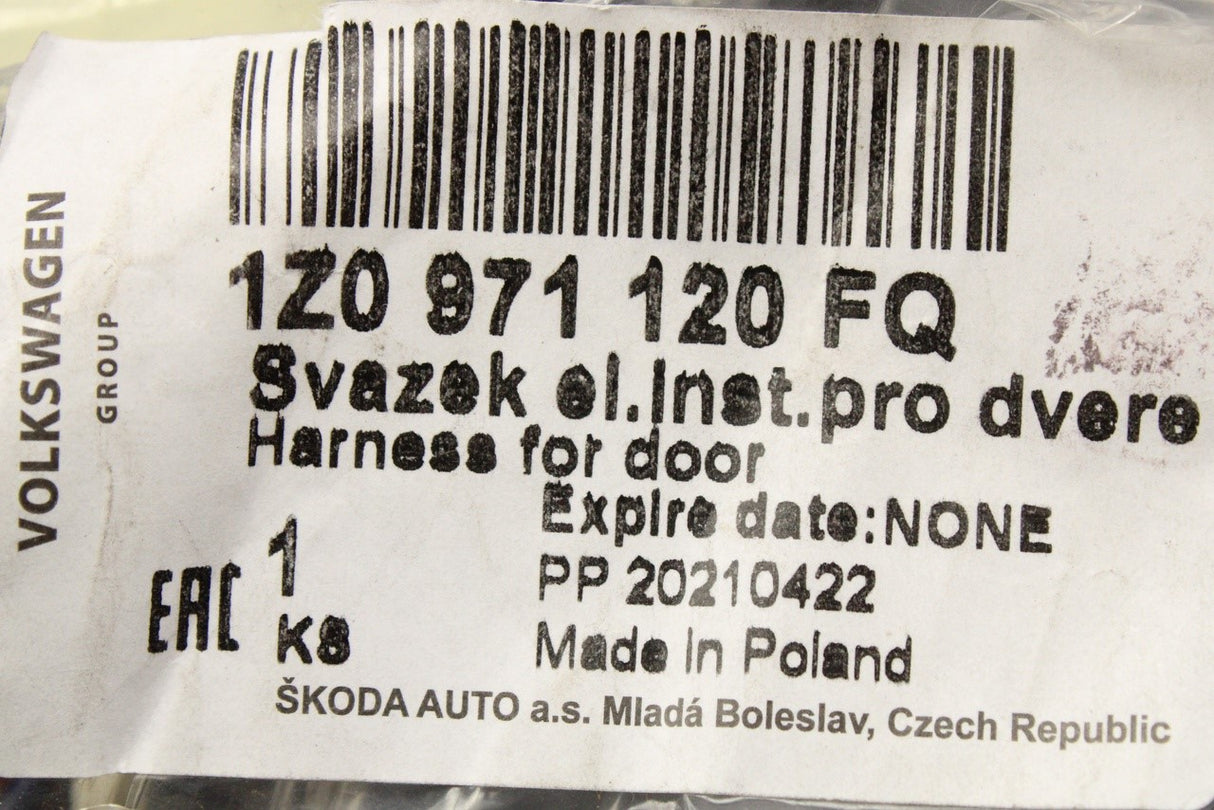 VOLKSWAGEN
GROUP
1Z0 971 120 FQ
Svazek el.Inst.pro dvere
Harness for door
Expire date:NONE
1
PP 20210422
EAC
ks
Made in Poland
ŠKODA AUTO a.s. Mladá Boleslav, Czech Republic